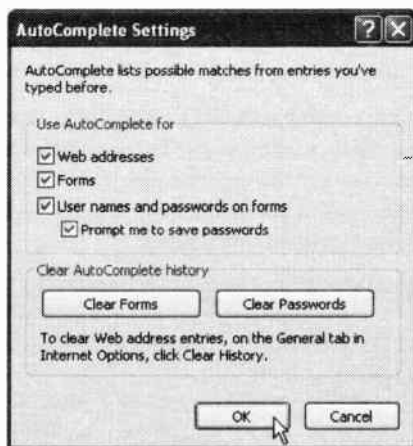 AutoComplete Settings
AutoComplete lists possible matches from entries you've
typed before.
Use AutoComplete for
Web addresses
Forms
User names and passwords on forms
Prompt me to save passwords
Clear AutoComplete history
Clear Forms Clear Passwords
To clear Web address entries, on the General tab in
Internet Options, click Clear History.
OK Cancel